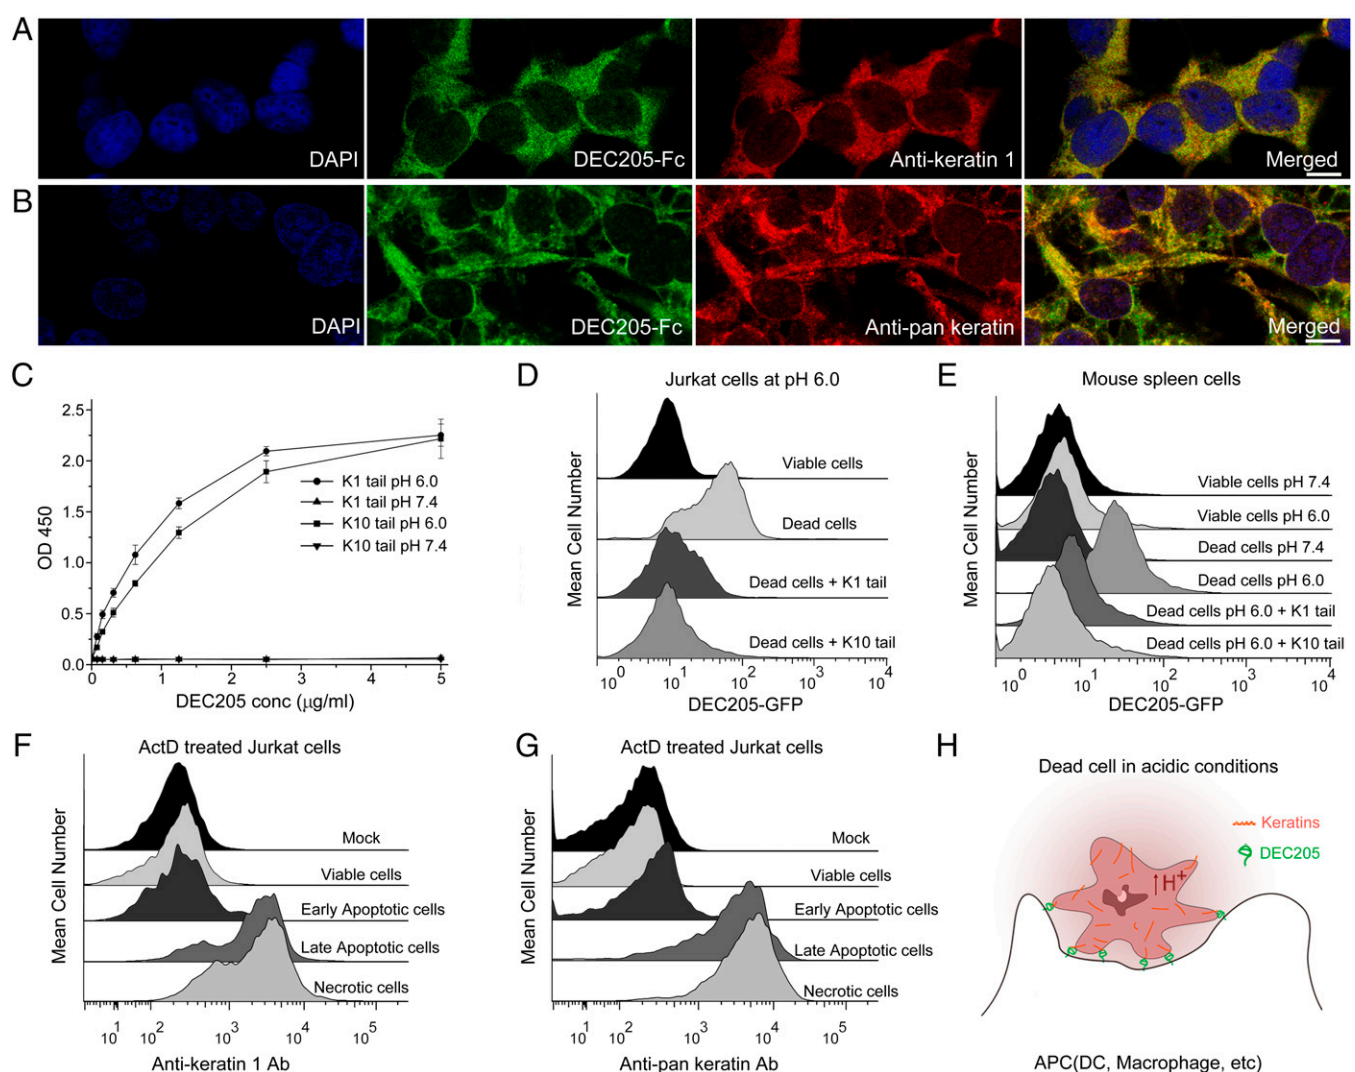 A
DAPI
DEC205-Fc
Anti-keratin 1
Merged
B
DAPI
DEC205-Fc
Anti-pan keratin
Merged
C
OD 450
2.5
2.0
1.5
1.0
0.5
0.0
0
1
2
3
4
5
DEC205 conc (μg/ml)
K1 tail pH 6.0
K1 tail pH 7.4
K10 tail pH 6.0
K10 tail pH 7.4
D
Jurkat cells at pH 6.0
Mean Cell Number
Viable cells
Dead cells
Dead cells + K1 tail
Dead cells + K10 tail
10^0
10^1
10^2
10^3
10^4
DEC205-GFP
E
Mouse spleen cells
Mean Cell Number
Viable cells pH 7.4
Viable cells pH 6.0
Dead cells pH 7.4
Dead cells pH 6.0
Dead cells pH 6.0 + K1 tail
Dead cells pH 6.0 + K10 tail
10^0
10^1
10^2
10^3
10^4
DEC205-GFP
F
ActD treated Jurkat cells
Mean Cell Number
Mock
Viable cells
Early Apoptotic cells
Late Apoptotic cells
Necrotic cells
10^1
10^2
10^3
10^4
10^5
Anti-keratin 1 Ab
G
ActD treated Jurkat cells
Mean Cell Number
Mock
Viable cells
Early Apoptotic cells
Late Apoptotic cells
Necrotic cells
10^1
10^2
10^3
10^4
10^5
Anti-pan keratin Ab
H
Dead cell in acidic conditions
Keratins
DEC205
↑H+
APC(DC, Macrophage, etc)